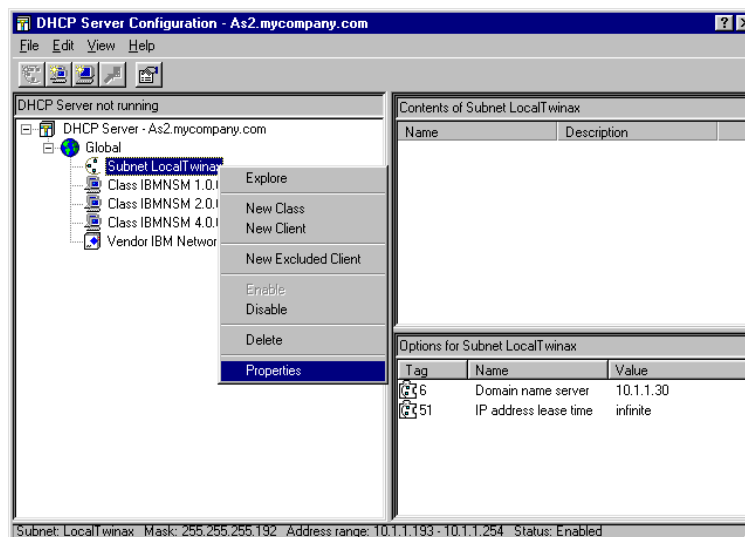 DHCP Server Configuration - As2.mycompany.com
File Edit View Help
DHCP Server not running
DHCP Server - As2.mycompany.com
Global
Subnet LocalTwinax
Class IBMNSM 1.0.
Class IBMNSM 2.0.
Class IBMNSM 4.0.
Vendor IBM Networ
Explore
New Class
New Client
New Excluded Client
Enable
Disable
Delete
Properties
Contents of Subnet LocalTwinax
Name Description
Options for Subnet LocalTwinax
Tag Name Value
6 Domain name server 10.1.1.30
51 IP address lease time infinite
Subnet: LocalTwinax Mask: 255.255.255.192 Address range: 10.1.1.193 - 10.1.1.254 Status: Enabled